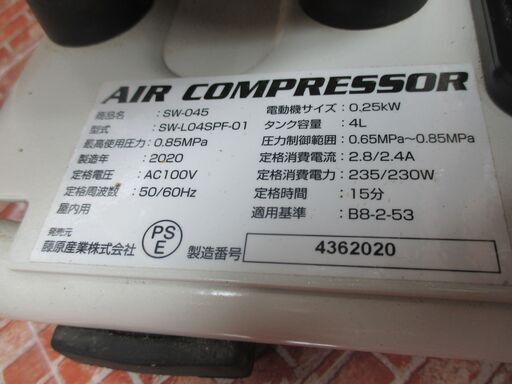 AIR COMPRESSOR
商品名 : SW-045
型式 : SW-L04SPF-01
最高使用圧力 : 0.85MPa
製造年 : 2020
定格電圧 : AC100V
定格周波数 : 50/60Hz
屋内用
電動機サイズ : 0.25kW
タンク容量 : 4L
圧力制御範囲 : 0.65MPa～0.85MPa
定格消費電流 : 2.8/2.4A
定格消費電力 : 235/230W
定格時間 : 15分
適用基準 : B8-2-53
発売元
藤原産業株式会社
PS
E
製造番号 4362020